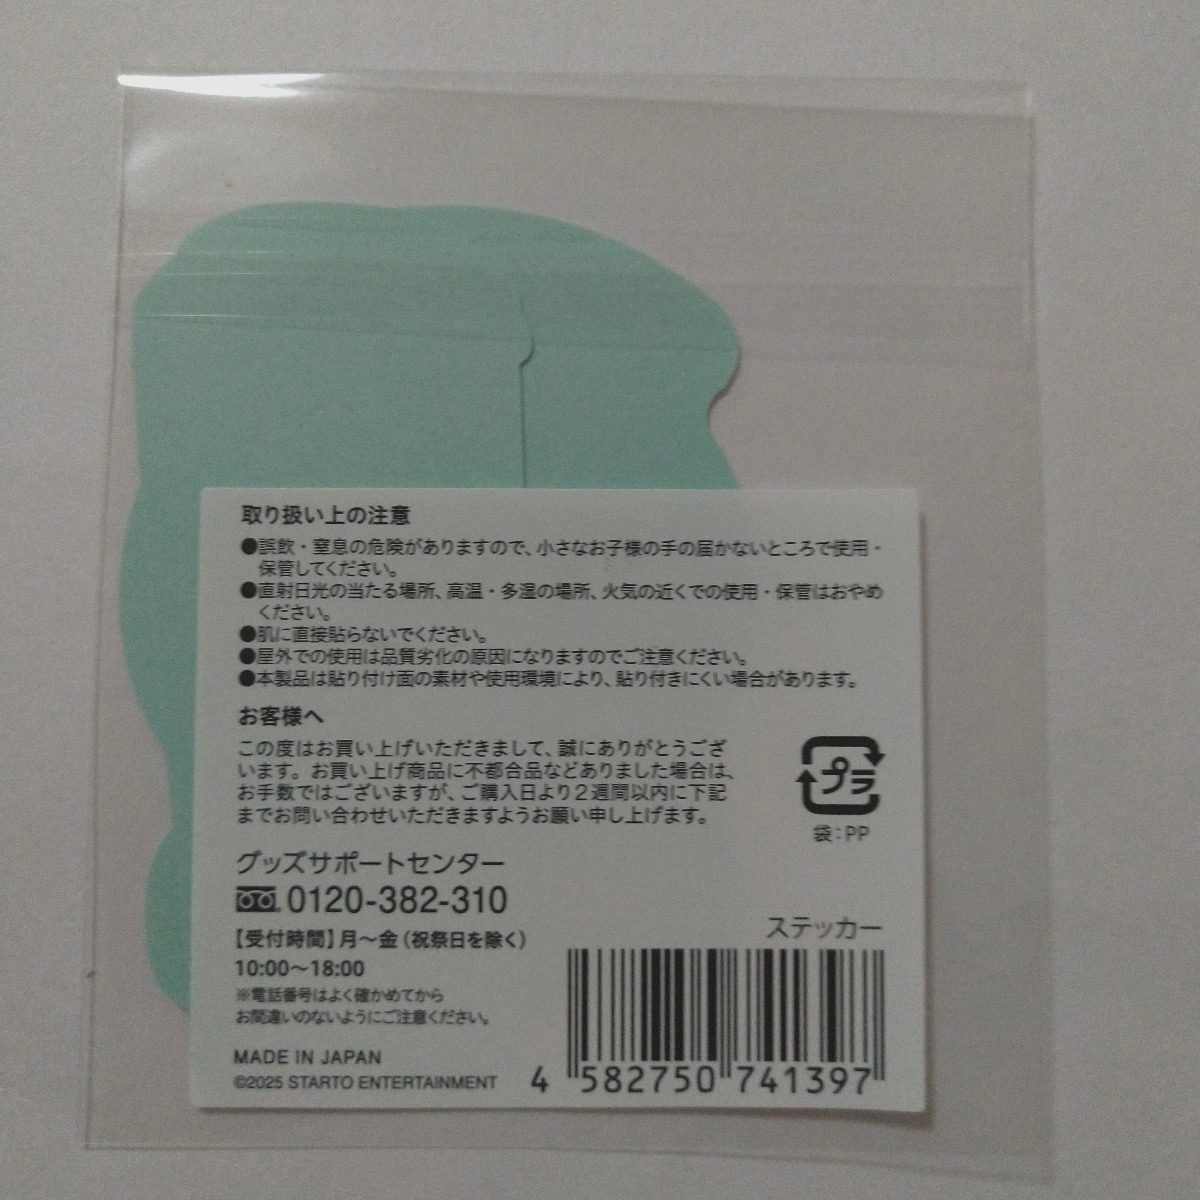 取り扱い上の注意
●誤飲・窒息の危険がありますので、小さなお子様の手の届かないところで使用・
保管してください。
●直射日光の当たる場所、高温・多湿の場所、火気の近くでの使用・保管はおやめ
ください。
●肌に直接貼らないでください。
●屋外での使用は品質劣化の原因になりますのでご注意ください。
●本製品は貼り付け面の素材や使用環境により、貼り付きにくい場合があります。
お客様へ
この度はお買い上げいただきまして、誠にありがとうござ
います。お買い上げ商品に不都合品などありました場合は、
お手数ではございますが、ご購入日より2週間以内に下記
までお問い合わせいただきますようお願い申し上げます。
プラ
袋：PP
グッズサポートセンター
0120-382-310
【受付時間】月～金（祝祭日を除く）
10:00～18:00
※電話番号はよく確かめてから
お間違いのないようにご注意ください。
MADE IN JAPAN
©2025 STARTO ENTERTAINMENT
ステッカー
4 582750 741397